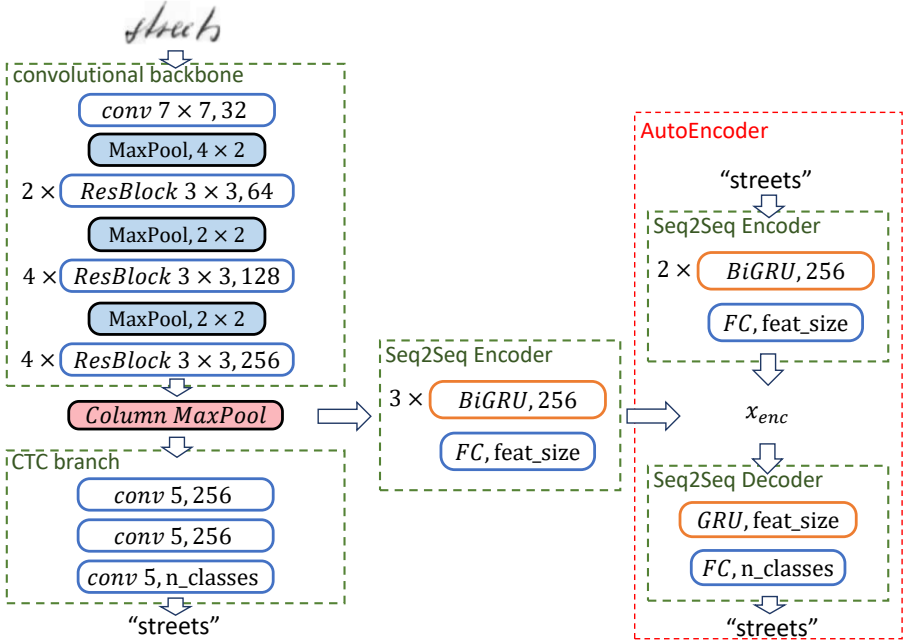 streets
convolutional backbone
conv 7 × 7, 32
MaxPool, 4 × 2
2 × ResBlock 3 × 3, 64
MaxPool, 2 × 2
4 × ResBlock 3 × 3, 128
MaxPool, 2 × 2
4 × ResBlock 3 × 3, 256
Column MaxPool
CTC branch
conv 5, 256
conv 5, 256
conv 5, n_classes
“streets”
Seq2Seq Encoder
3 × BiGRU, 256
FC, feat_size
AutoEncoder
“streets”
Seq2Seq Encoder
2 × BiGRU, 256
FC, feat_size
x_enc
Seq2Seq Decoder
GRU, feat_size
FC, n_classes
“streets”